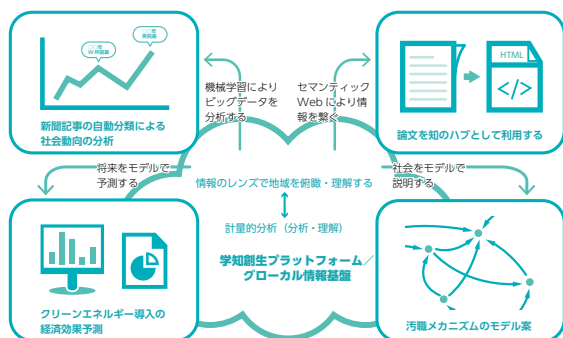 W杯開幕
新聞記事の自動分類による
社会動向の分析
機械学習により
ビッグデータを
分析する
セマンティック
Webにより情
報を繋ぐ
HTML
</>
論文を知のハブとして利用する
将来をモデルで
予測する
情報のレンズで地域を俯瞰・理解する
社会をモデルで
説明する
計量的分析（分析・理解）
学知創生プラットフォーム／
グローカル情報基盤
クリーンエネルギー導入の
経済効果予測
汚職メカニズムのモデル案